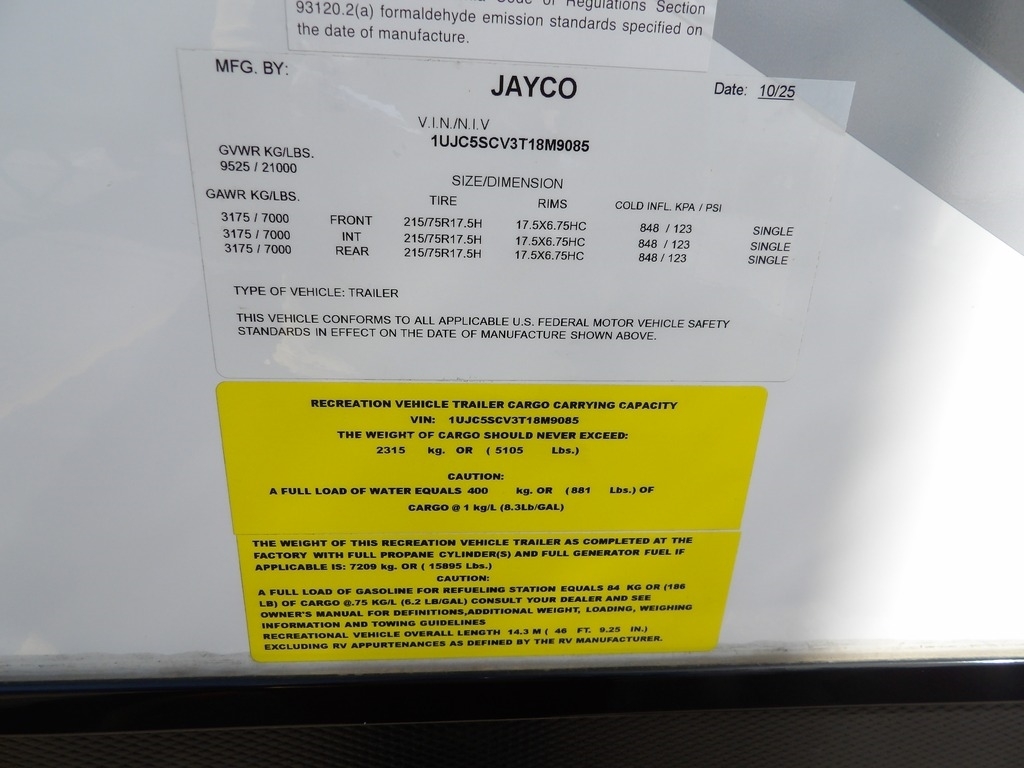 Code of Regulations Section
93120.2(a) formaldehyde emission standards specified on
the date of manufacture.
MFG. BY: JAYCO Date: 10/25
V.I.N./N.I.V
1UJC5SCV3T18M9085
GVWR KG/LBS.
9525 / 21000
SIZE/DIMENSION
GAWR KG/LBS. TIRE RIMS COLD INFL. KPA / PSI
3175 / 7000 FRONT 215/75R17.5H 17.5X6.75HC 848 / 123 SINGLE
3175 / 7000 INT 215/75R17.5H 17.5X6.75HC 848 / 123 SINGLE
3175 / 7000 REAR 215/75R17.5H 17.5X6.75HC 848 / 123 SINGLE
TYPE OF VEHICLE: TRAILER
THIS VEHICLE CONFORMS TO ALL APPLICABLE U.S. FEDERAL MOTOR VEHICLE SAFETY
STANDARDS IN EFFECT ON THE DATE OF MANUFACTURE SHOWN ABOVE.
RECREATION VEHICLE TRAILER CARGO CARRYING CAPACITY
VIN: 1UJC5SCV3T18M9085
THE WEIGHT OF CARGO SHOULD NEVER EXCEED:
2315 kg. OR ( 5105 Lbs.)
CAUTION:
A FULL LOAD OF WATER EQUALS 400 kg. OR (881 Lbs.) OF
CARGO @ 1 kg/L (8.3Lb/GAL)
THE WEIGHT OF THIS RECREATION VEHICLE TRAILER AS COMPLETED AT THE
FACTORY WITH FULL PROPANE CYLINDER(S) AND FULL GENERATOR FUEL IF
APPLICABLE IS: 7209 kg. OR ( 15895 Lbs.)
CAUTION:
A FULL LOAD OF GASOLINE FOR REFUELING STATION EQUALS 84 KG OR (186
LB) OF CARGO @.75 KG/L (6.2 LB/GAL) CONSULT YOUR DEALER AND SEE
OWNER'S MANUAL FOR DEFINITIONS,ADDITIONAL WEIGHT, LOADING, WEIGHING
INFORMATION AND TOWING GUIDELINES
RECREATIONAL VEHICLE OVERALL LENGTH 14.3 M ( 46 FT. 9.25 IN.)
EXCLUDING RV APPURTENANCES AS DEFINED BY THE RV MANUFACTURER.